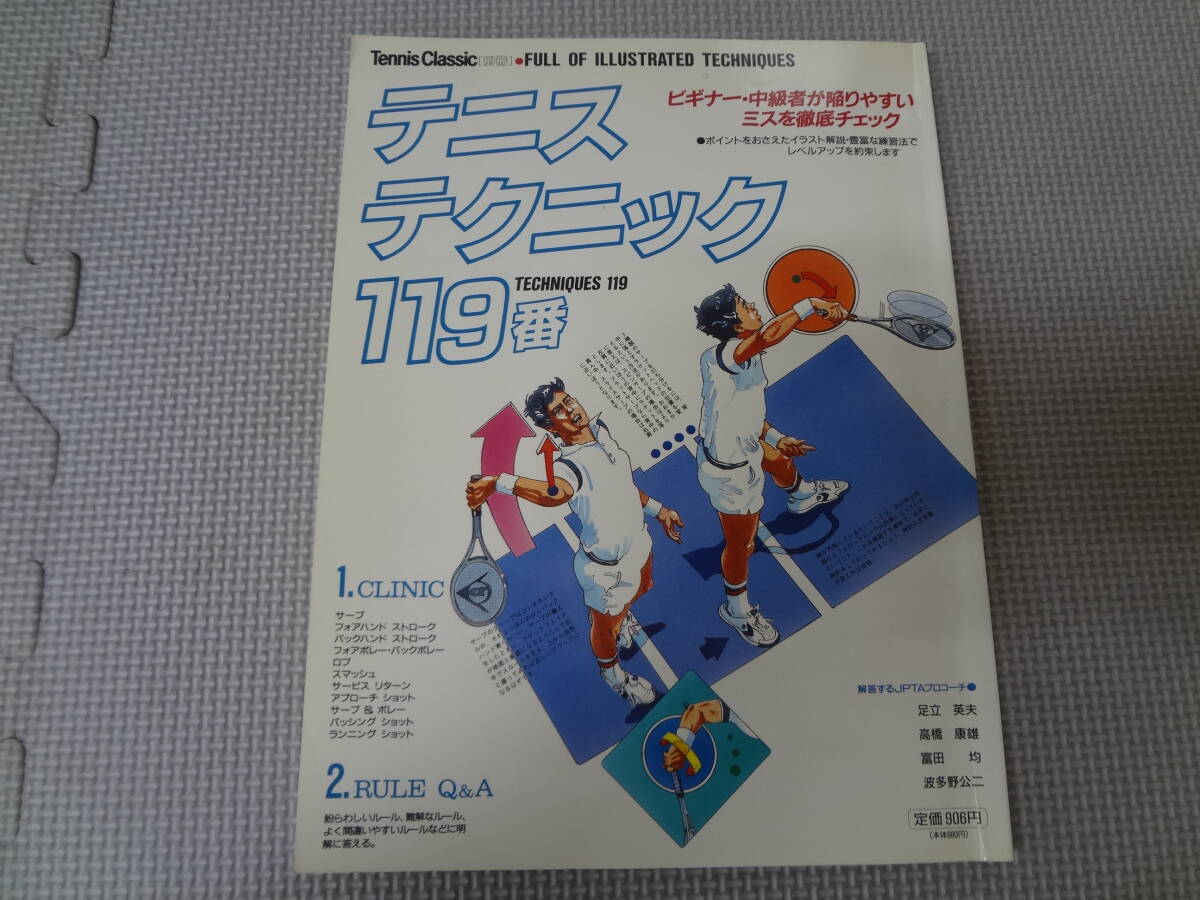 Tennis Classic [別冊] ●FULL OF ILLUSTRATED TECHNIQUES
テニス
テクニック
119番
TECHNIQUES 119
ビギナー・中級者が陥りやすい
ミスを徹底チェック
●ポイントをおさえたイラスト解説・豊富な練習法で
レベルアップを約束します
1. CLINIC
サーブ
フォアハンド ストローク
バックハンド ストローク
フォアボレー・バックボレー
ロブ
スマッシュ
サービス リターン
アプローチ ショット
サーブ & ボレー
パッシング ショット
ランニング ショット
2. RULE Q&A
紛らわしいルール、難解なルール、
よく間違いやすいルールなどに明
解に答える。
解答するJPTAプロコーチ●
足立 英夫
高橋 康雄
富田 均
波多野公二
定価906円
(本体880円)